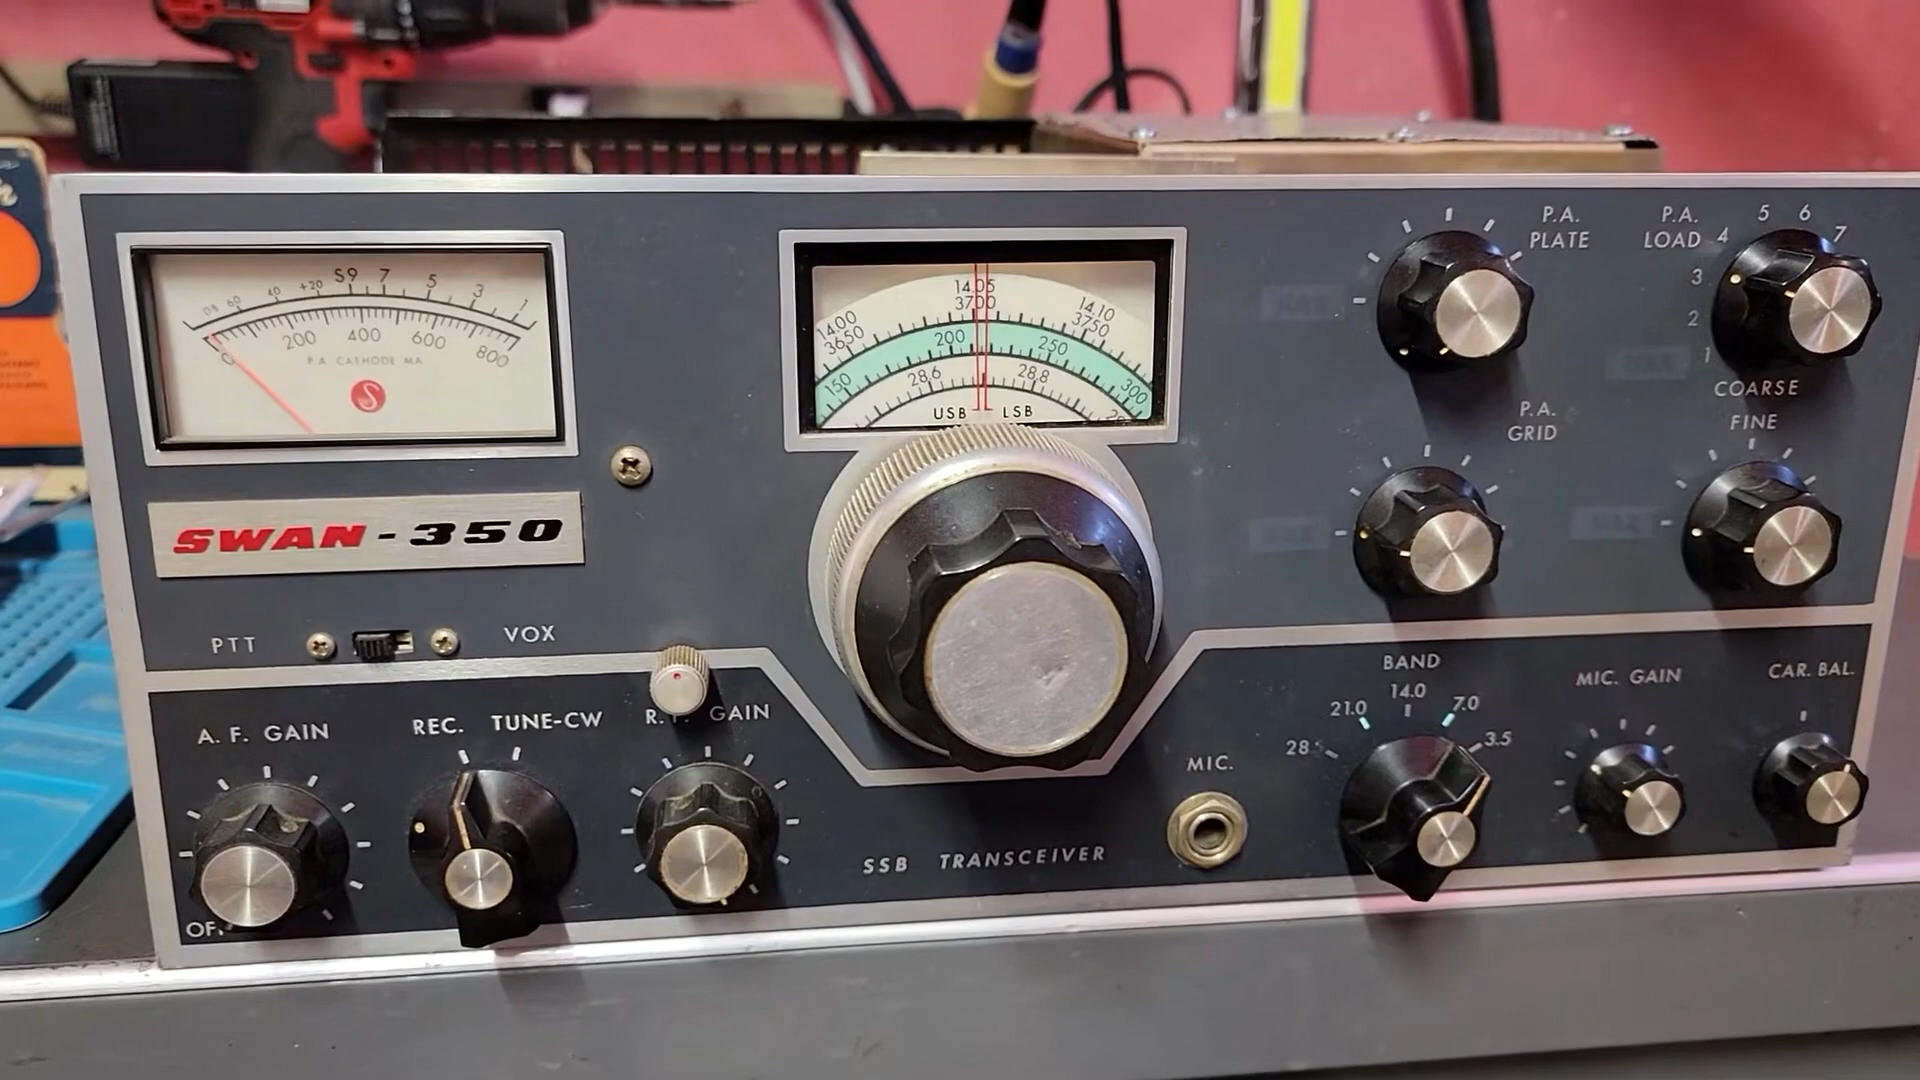 DB 60 40 +20 S9 7 5 3 1
0 200 400 600 800
P.A CATHODE MA.
S
SWAN-350
PTT
VOX
14.00 14.05 14.10
3650 3700 3750
150 200 250 300
28.6 28.8
USB LSB
P.A.
PLATE
P.A.
LOAD
1 2 3 4 5 6 7
COARSE
P.A.
GRID
FINE
A. F. GAIN
OFF
REC. TUNE-CW
R.F. GAIN
SSB TRANSCEIVER
MIC.
BAND
28.5 21.0 14.0 7.0 3.5
MIC. GAIN
CAR. BAL.